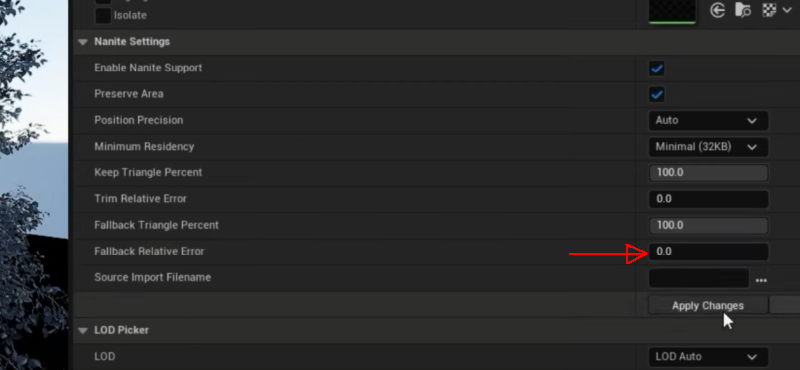 Isolate
Nanite Settings
Enable Nanite Support
Preserve Area
Position Precision Auto
Minimum Residency Minimal (32KB)
Keep Triangle Percent 100.0
Trim Relative Error 0.0
Fallback Triangle Percent 100.0
Fallback Relative Error 0.0
Source Import Filename ...
Apply Changes
LOD Picker
LOD LOD Auto